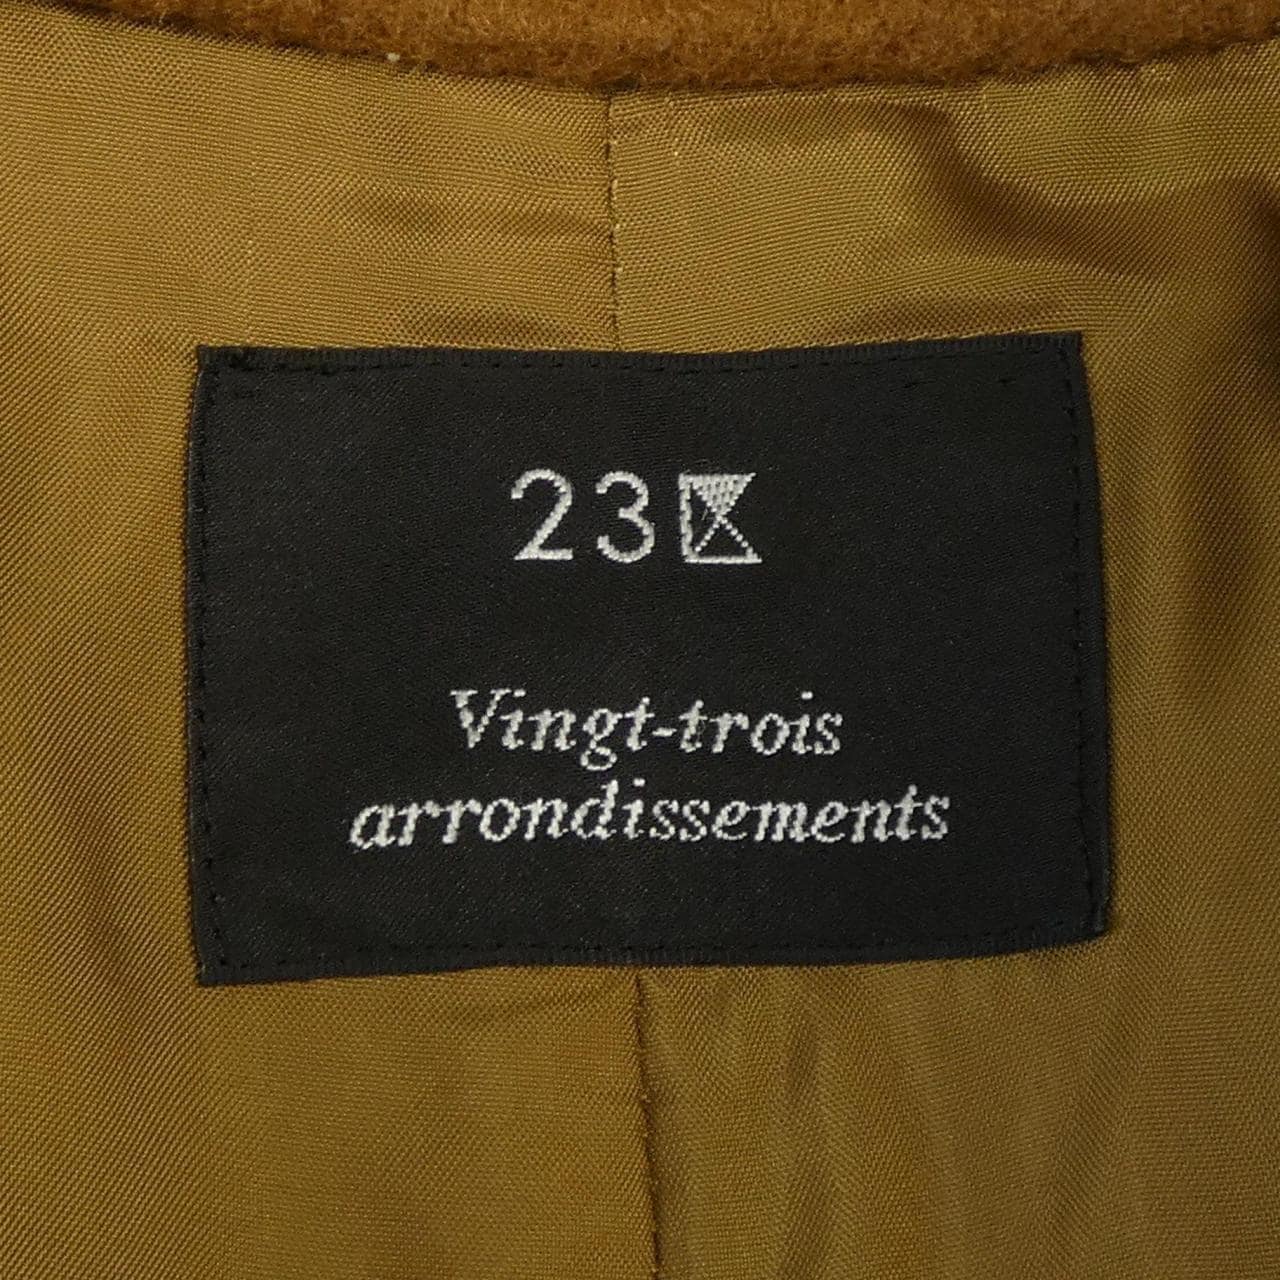 23区
Vingt-trois
arrondissements